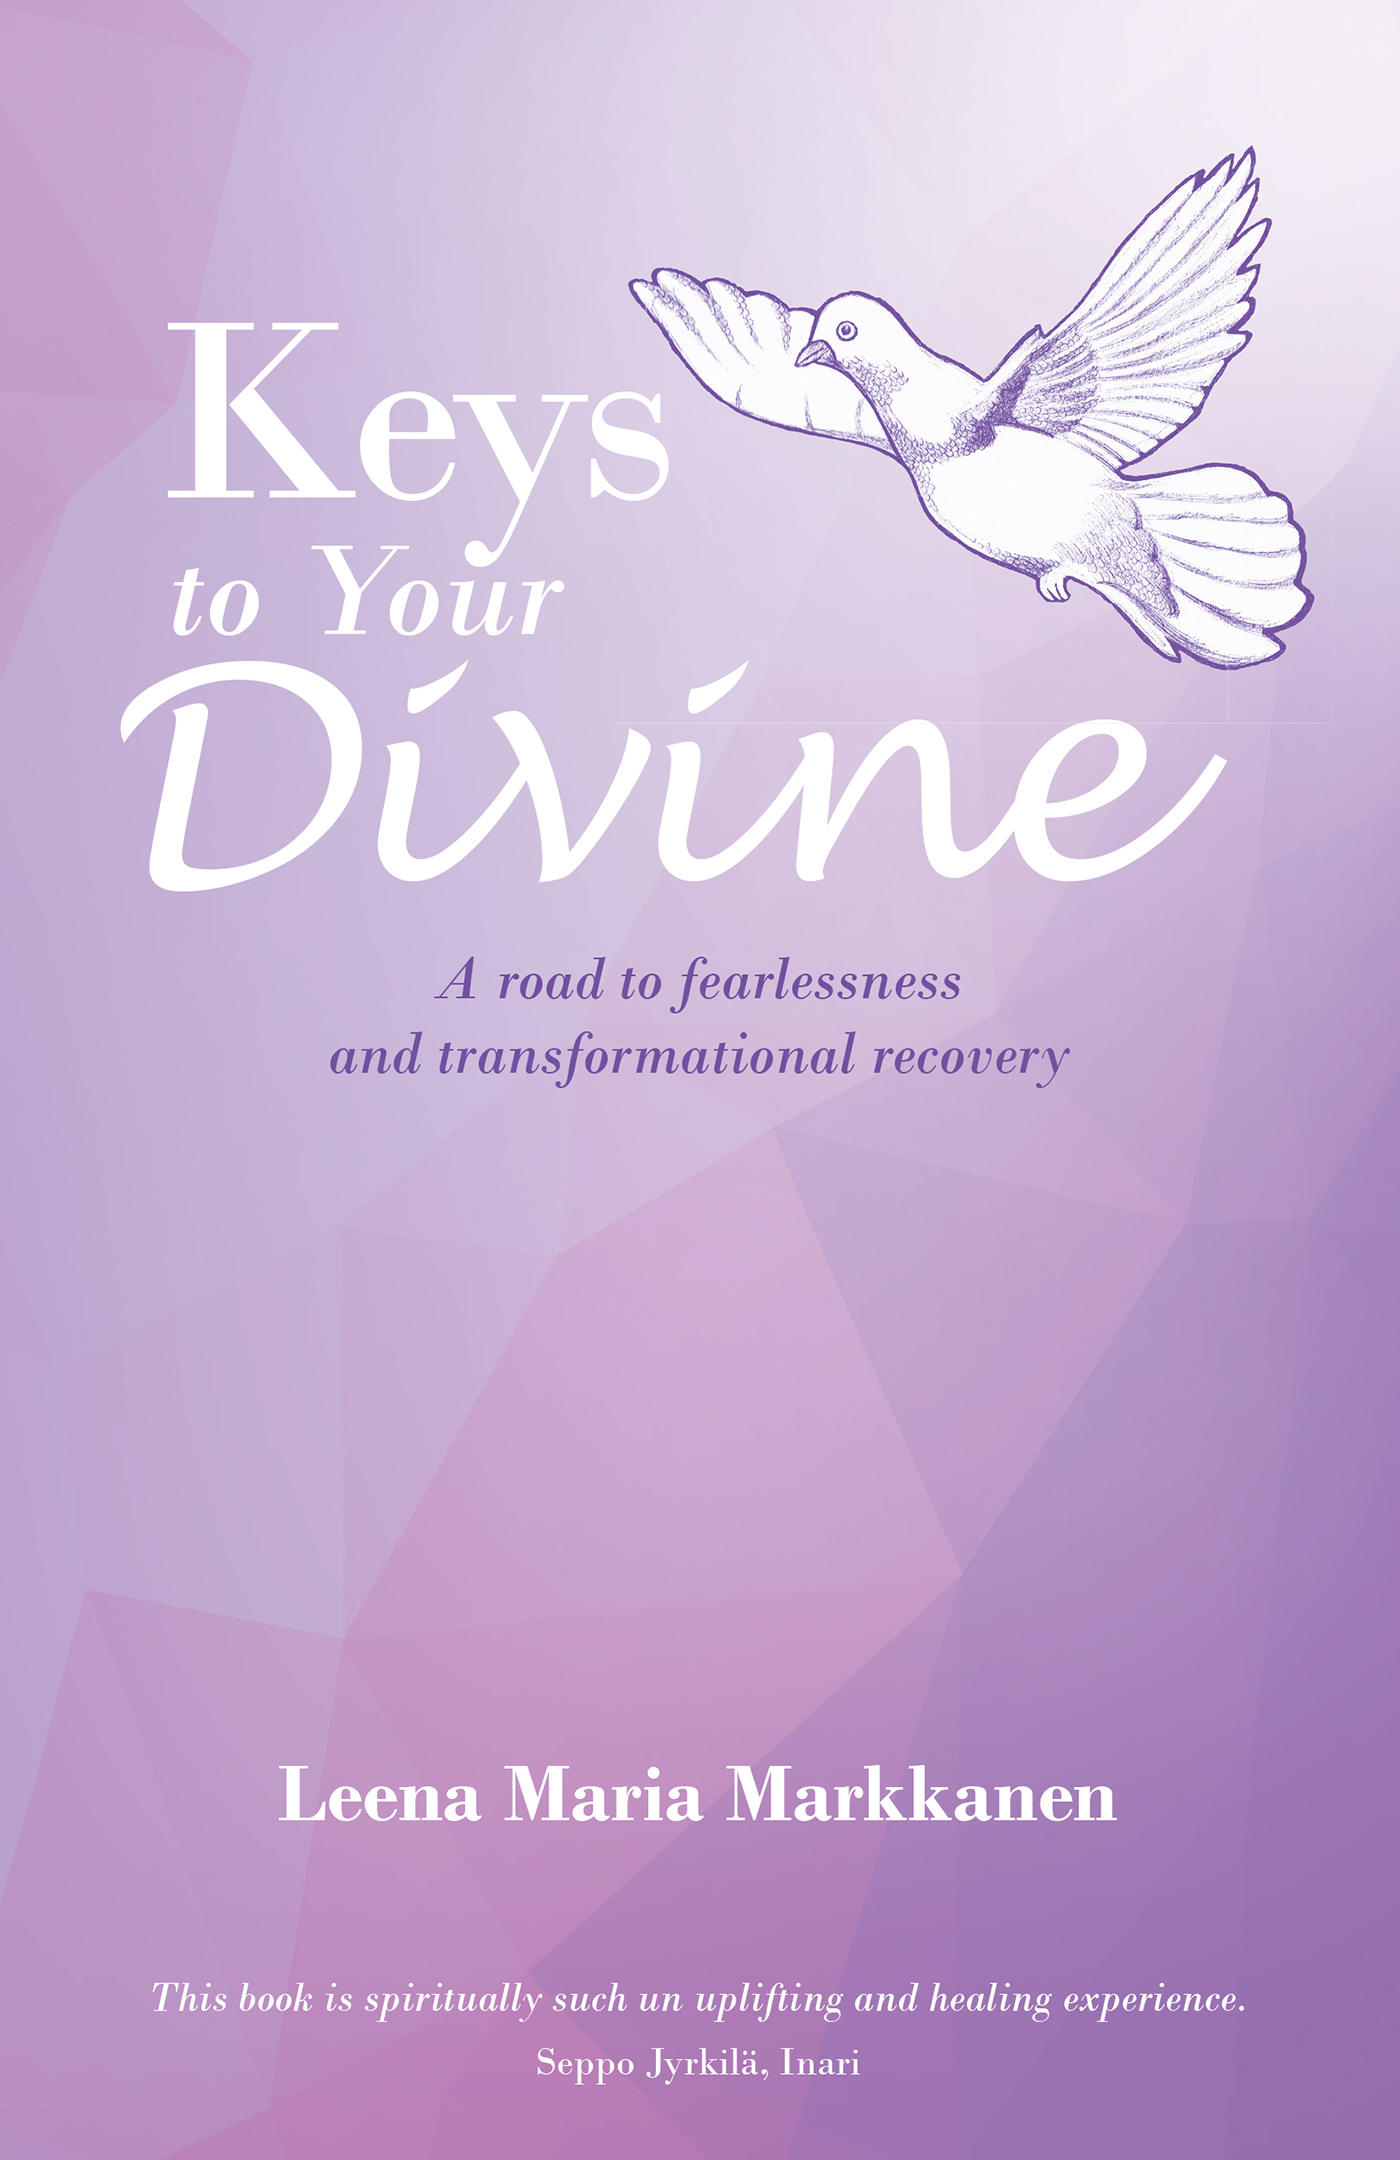 Keys
to Your
Divine
A road to fearlessness
and transformational recovery
Leena Maria Markkanen
This book is spiritually such un uplifting and healing experience.
Seppo Jyrkilä, Inari